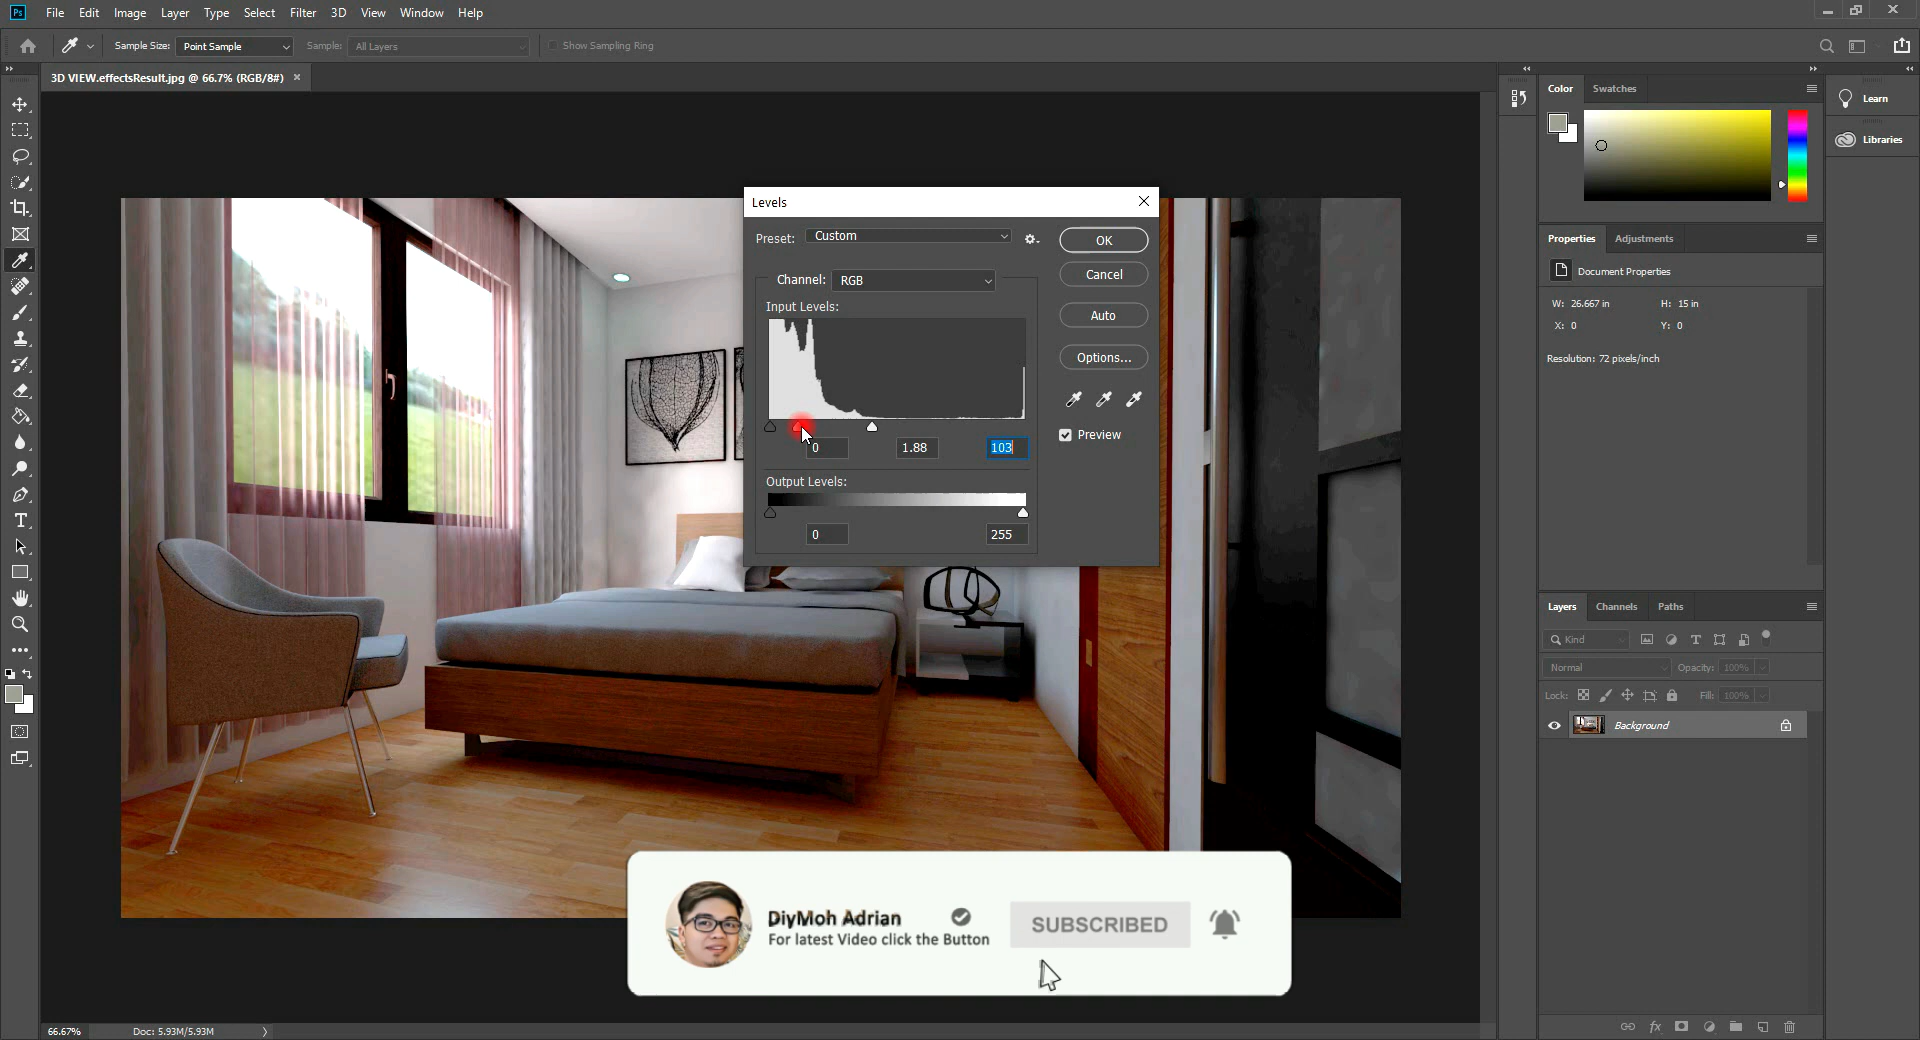 Ps File Edit Image Layer Type Select Filter 3D View Window Help
Sample Size: Point Sample Sample: All Layers Show Sampling Ring
3D VIEW.effectsResult.jpg @ 66.7% (RGB/8#) ×
Color Swatches
Learn
Libraries
Levels
Preset: Custom
OK
Channel: RGB
Cancel
Input Levels:
Auto
Options...
Preview
0 1.88 103
Output Levels:
0 255
Properties Adjustments
Document Properties
W: 26.667 in H: 15 in
X: 0 Y: 0
Resolution: 72 pixels/inch
Layers Channels Paths
Kind
Normal Opacity: 100%
Lock: Fill: 100%
Background
DiyMoh Adrian
For latest Video click the Button
SUBSCRIBED
66.67% Doc: 5.93M/5.93M